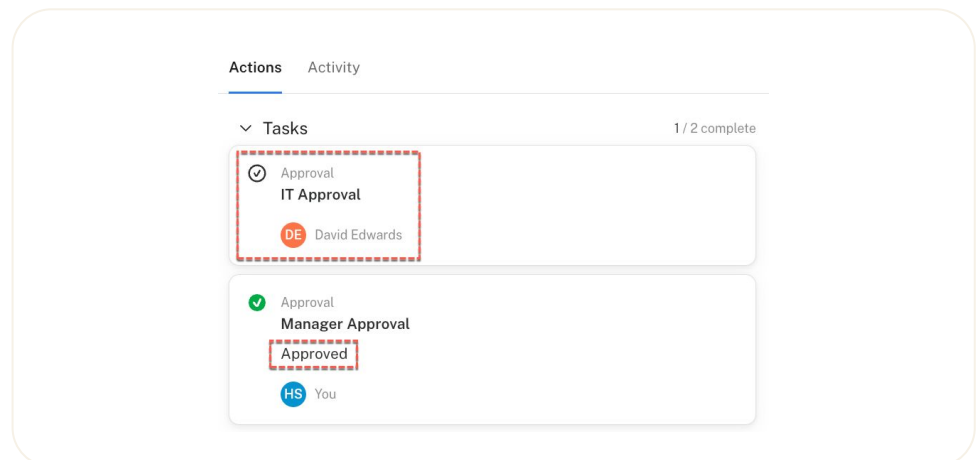 Actions Activity
Tasks 1 / 2 complete
Approval
IT Approval
DE David Edwards
Approval
Manager Approval
Approved
HS You